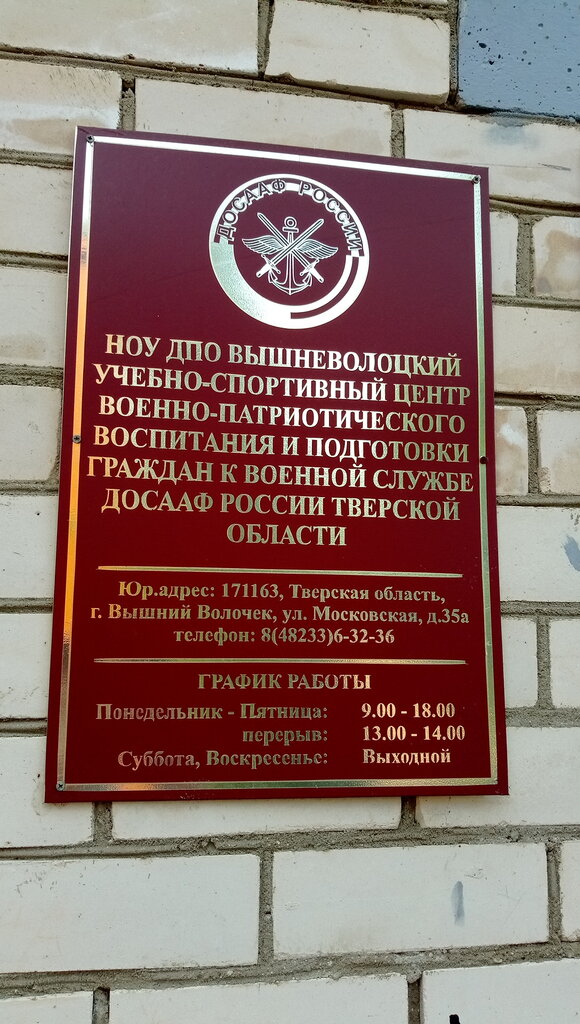 ДОСААФ РОССИИ
НОУ ДПО ВЫШНЕВОЛОЦКИЙ
УЧЕБНО-СПОРТИВНЫЙ ЦЕНТР
ВОЕННО-ПАТРИОТИЧЕСКОГО
ВОСПИТАНИЯ И ПОДГОТОВКИ
ГРАЖДАН К ВОЕННОЙ СЛУЖБЕ
ДОСААФ РОССИИ ТВЕРСКОЙ
ОБЛАСТИ
Юр.адрес: 171163, Тверская область,
г. Вышний Волочек, ул. Московская, д.35а
телефон: 8(48233)6-32-36
ГРАФИК РАБОТЫ
Понедельник - Пятница: 9.00 - 18.00
перерыв: 13.00 - 14.00
Суббота, Воскресенье: Выходной